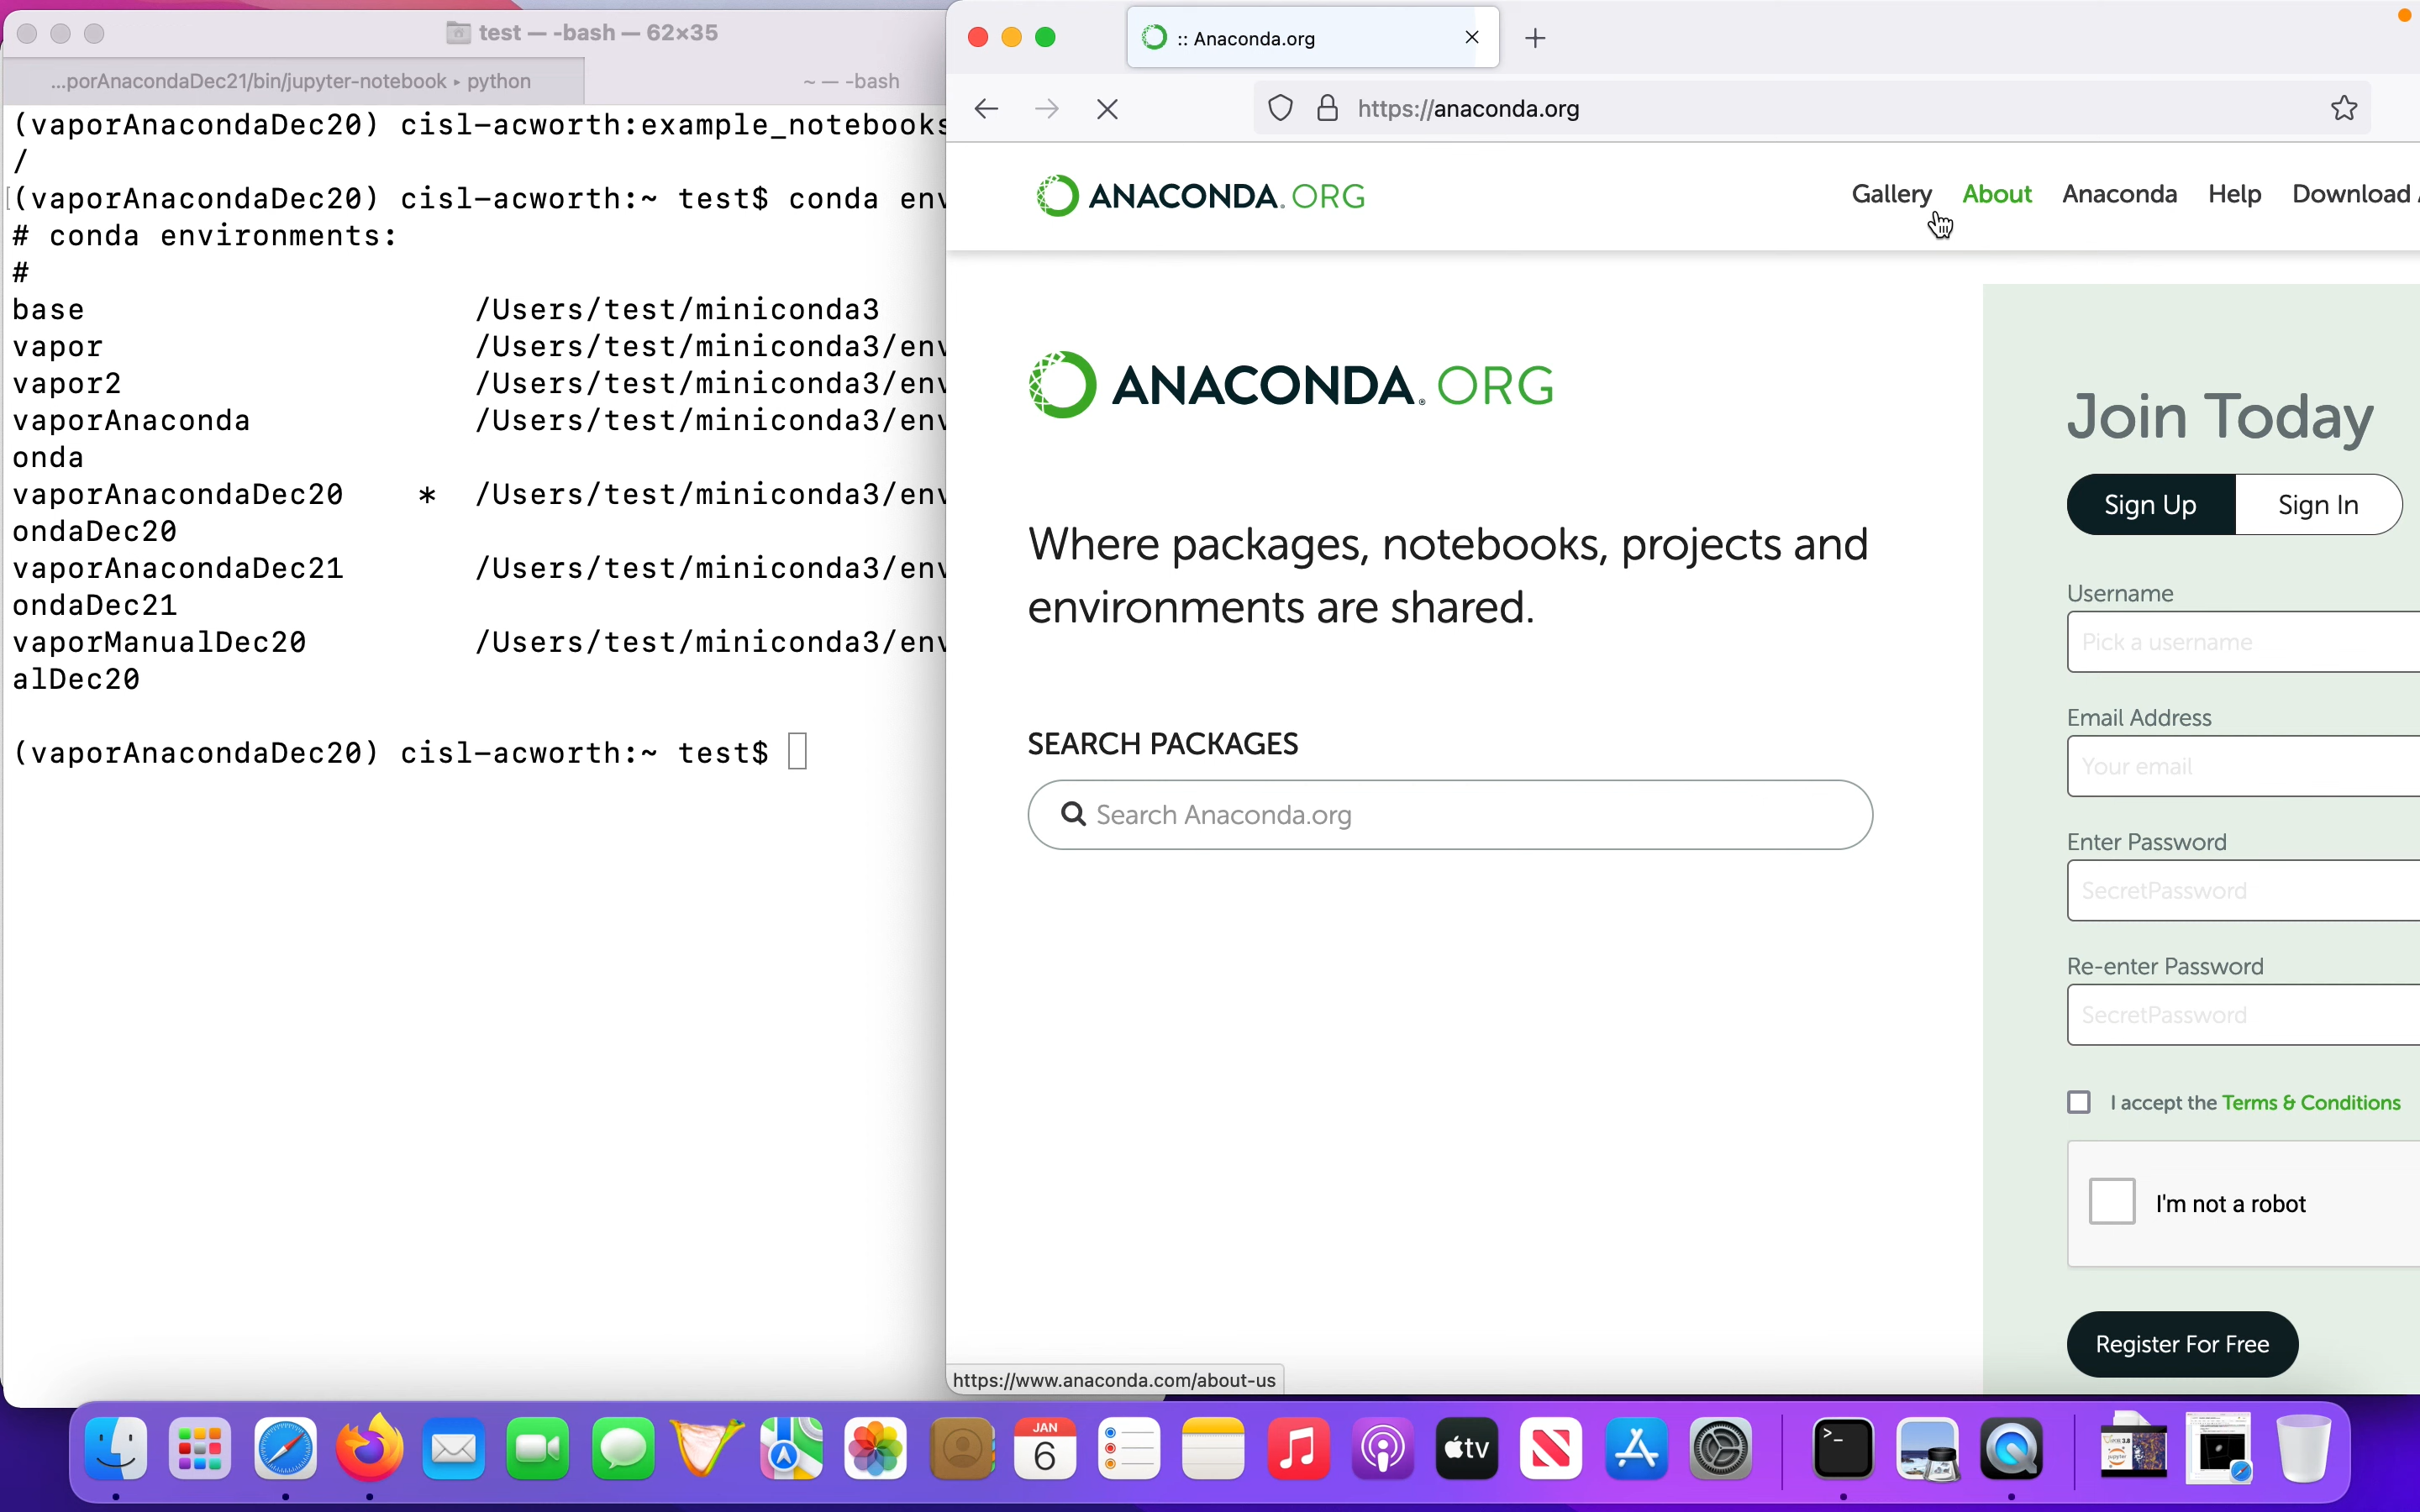 test — -bash — 62×35
...porAnacondaDec21/bin/jupyter-notebook ▸ python
~ — -bash
(vaporAnacondaDec20) cisl-acworth:example_notebooks
/
[(vaporAnacondaDec20) cisl-acworth:~ test$ conda env
# conda environments:
#
base /Users/test/miniconda3
vapor /Users/test/miniconda3/env
vapor2 /Users/test/miniconda3/env
vaporAnaconda /Users/test/miniconda3/env
onda
vaporAnacondaDec20 * /Users/test/miniconda3/env
ondaDec20
vaporAnacondaDec21 /Users/test/miniconda3/env
ondaDec21
vaporManualDec20 /Users/test/miniconda3/env
alDec20
(vaporAnacondaDec20) cisl-acworth:~ test$
:: Anaconda.org
https://anaconda.org
ANACONDA.ORG
Gallery About Anaconda Help Download
ANACONDA.ORG
Where packages, notebooks, projects and
environments are shared.
SEARCH PACKAGES
Search Anaconda.org
Join Today
Sign Up Sign In
Username
Pick a username
Email Address
Your email
Enter Password
SecretPassword
Re-enter Password
SecretPassword
I accept the Terms & Conditions
I'm not a robot
Register For Free
https://www.anaconda.com/about-us
JAN
6
tv
>_